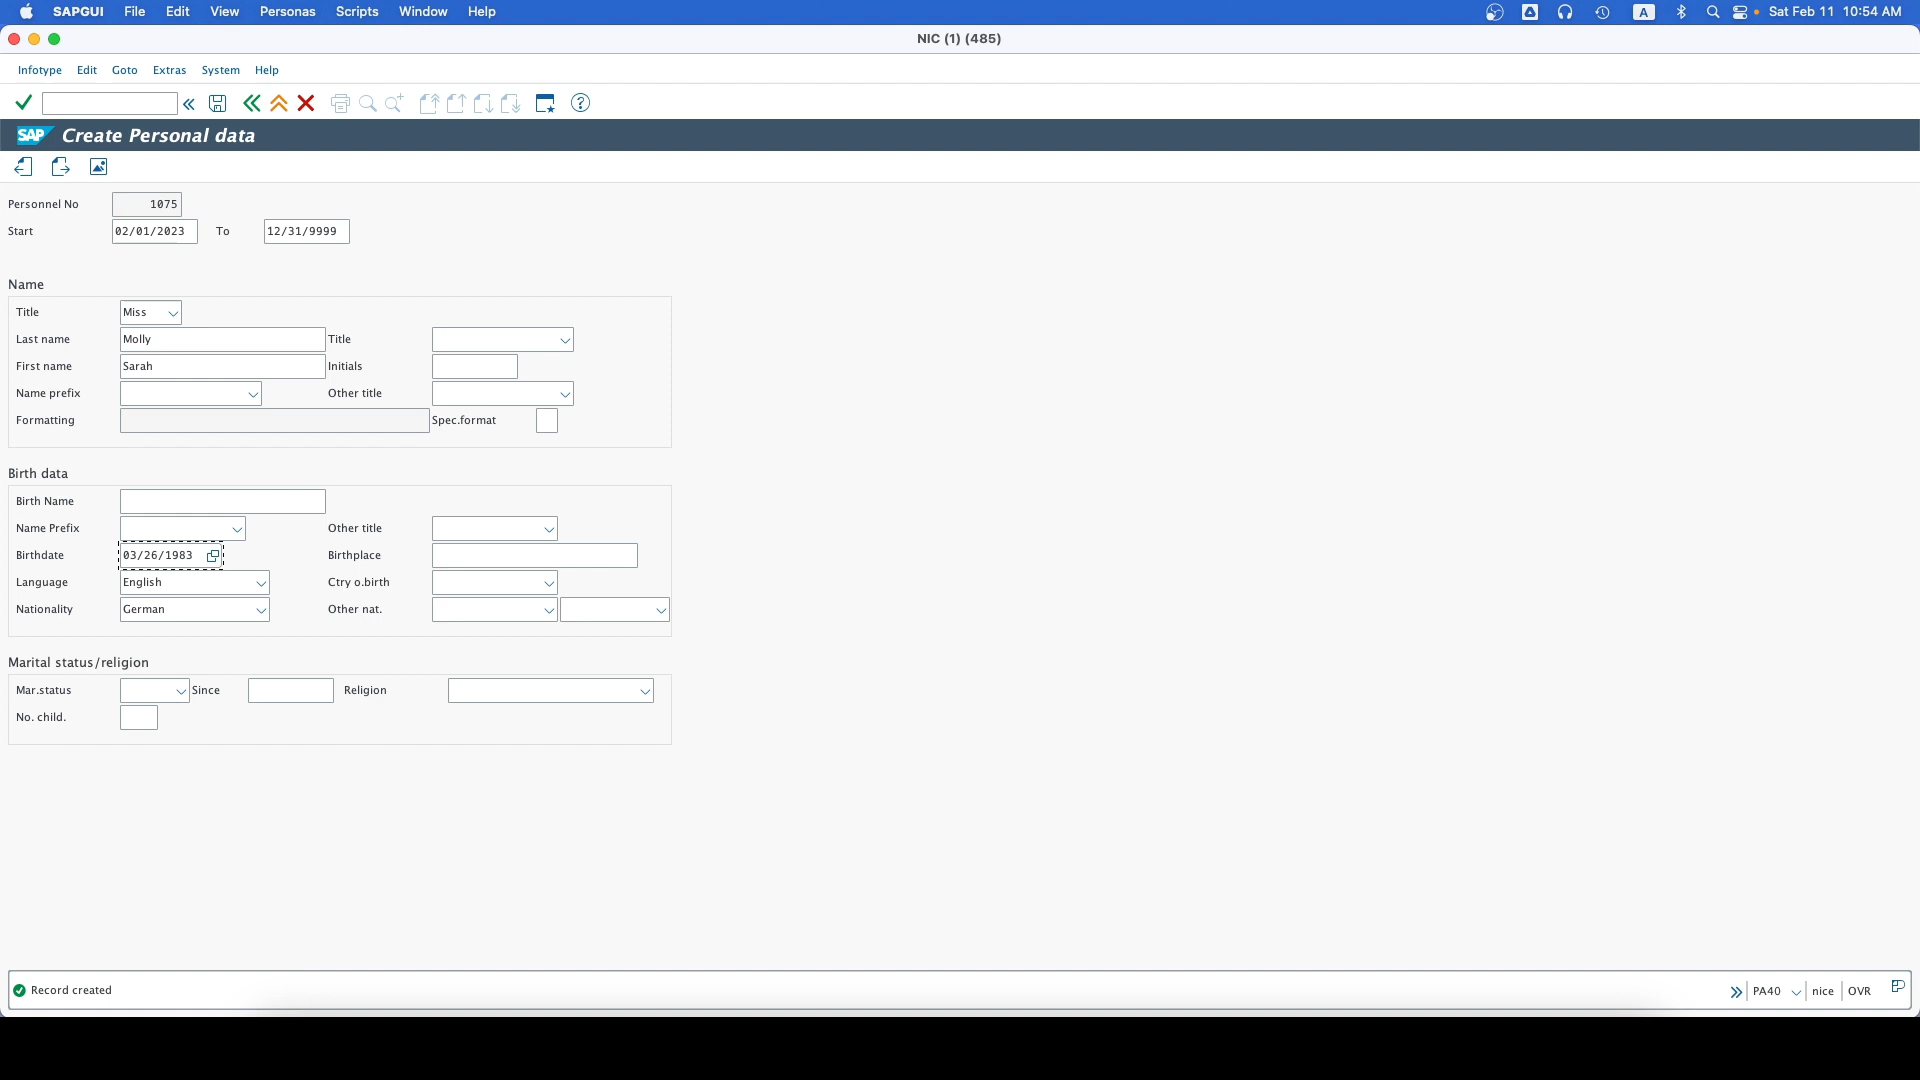 SAPGUI File Edit View Personas Scripts Window Help A Sat Feb 11 10:54 AM
NIC (1) (485)
Infotype Edit Goto Extras System Help
SAP Create Personal data
Personnel No 1075
Start 02/01/2023 To 12/31/9999
Name
Title Miss
Last name Molly Title
First name Sarah Initials
Name prefix Other title
Formatting Spec.format
Birth data
Birth Name
Name Prefix Other title
Birthdate 03/26/1983 Birthplace
Language English Ctry o.birth
Nationality German Other nat.
Marital status/religion
Mar.status Since Religion
No. child.
Record created PA40 nice OVR